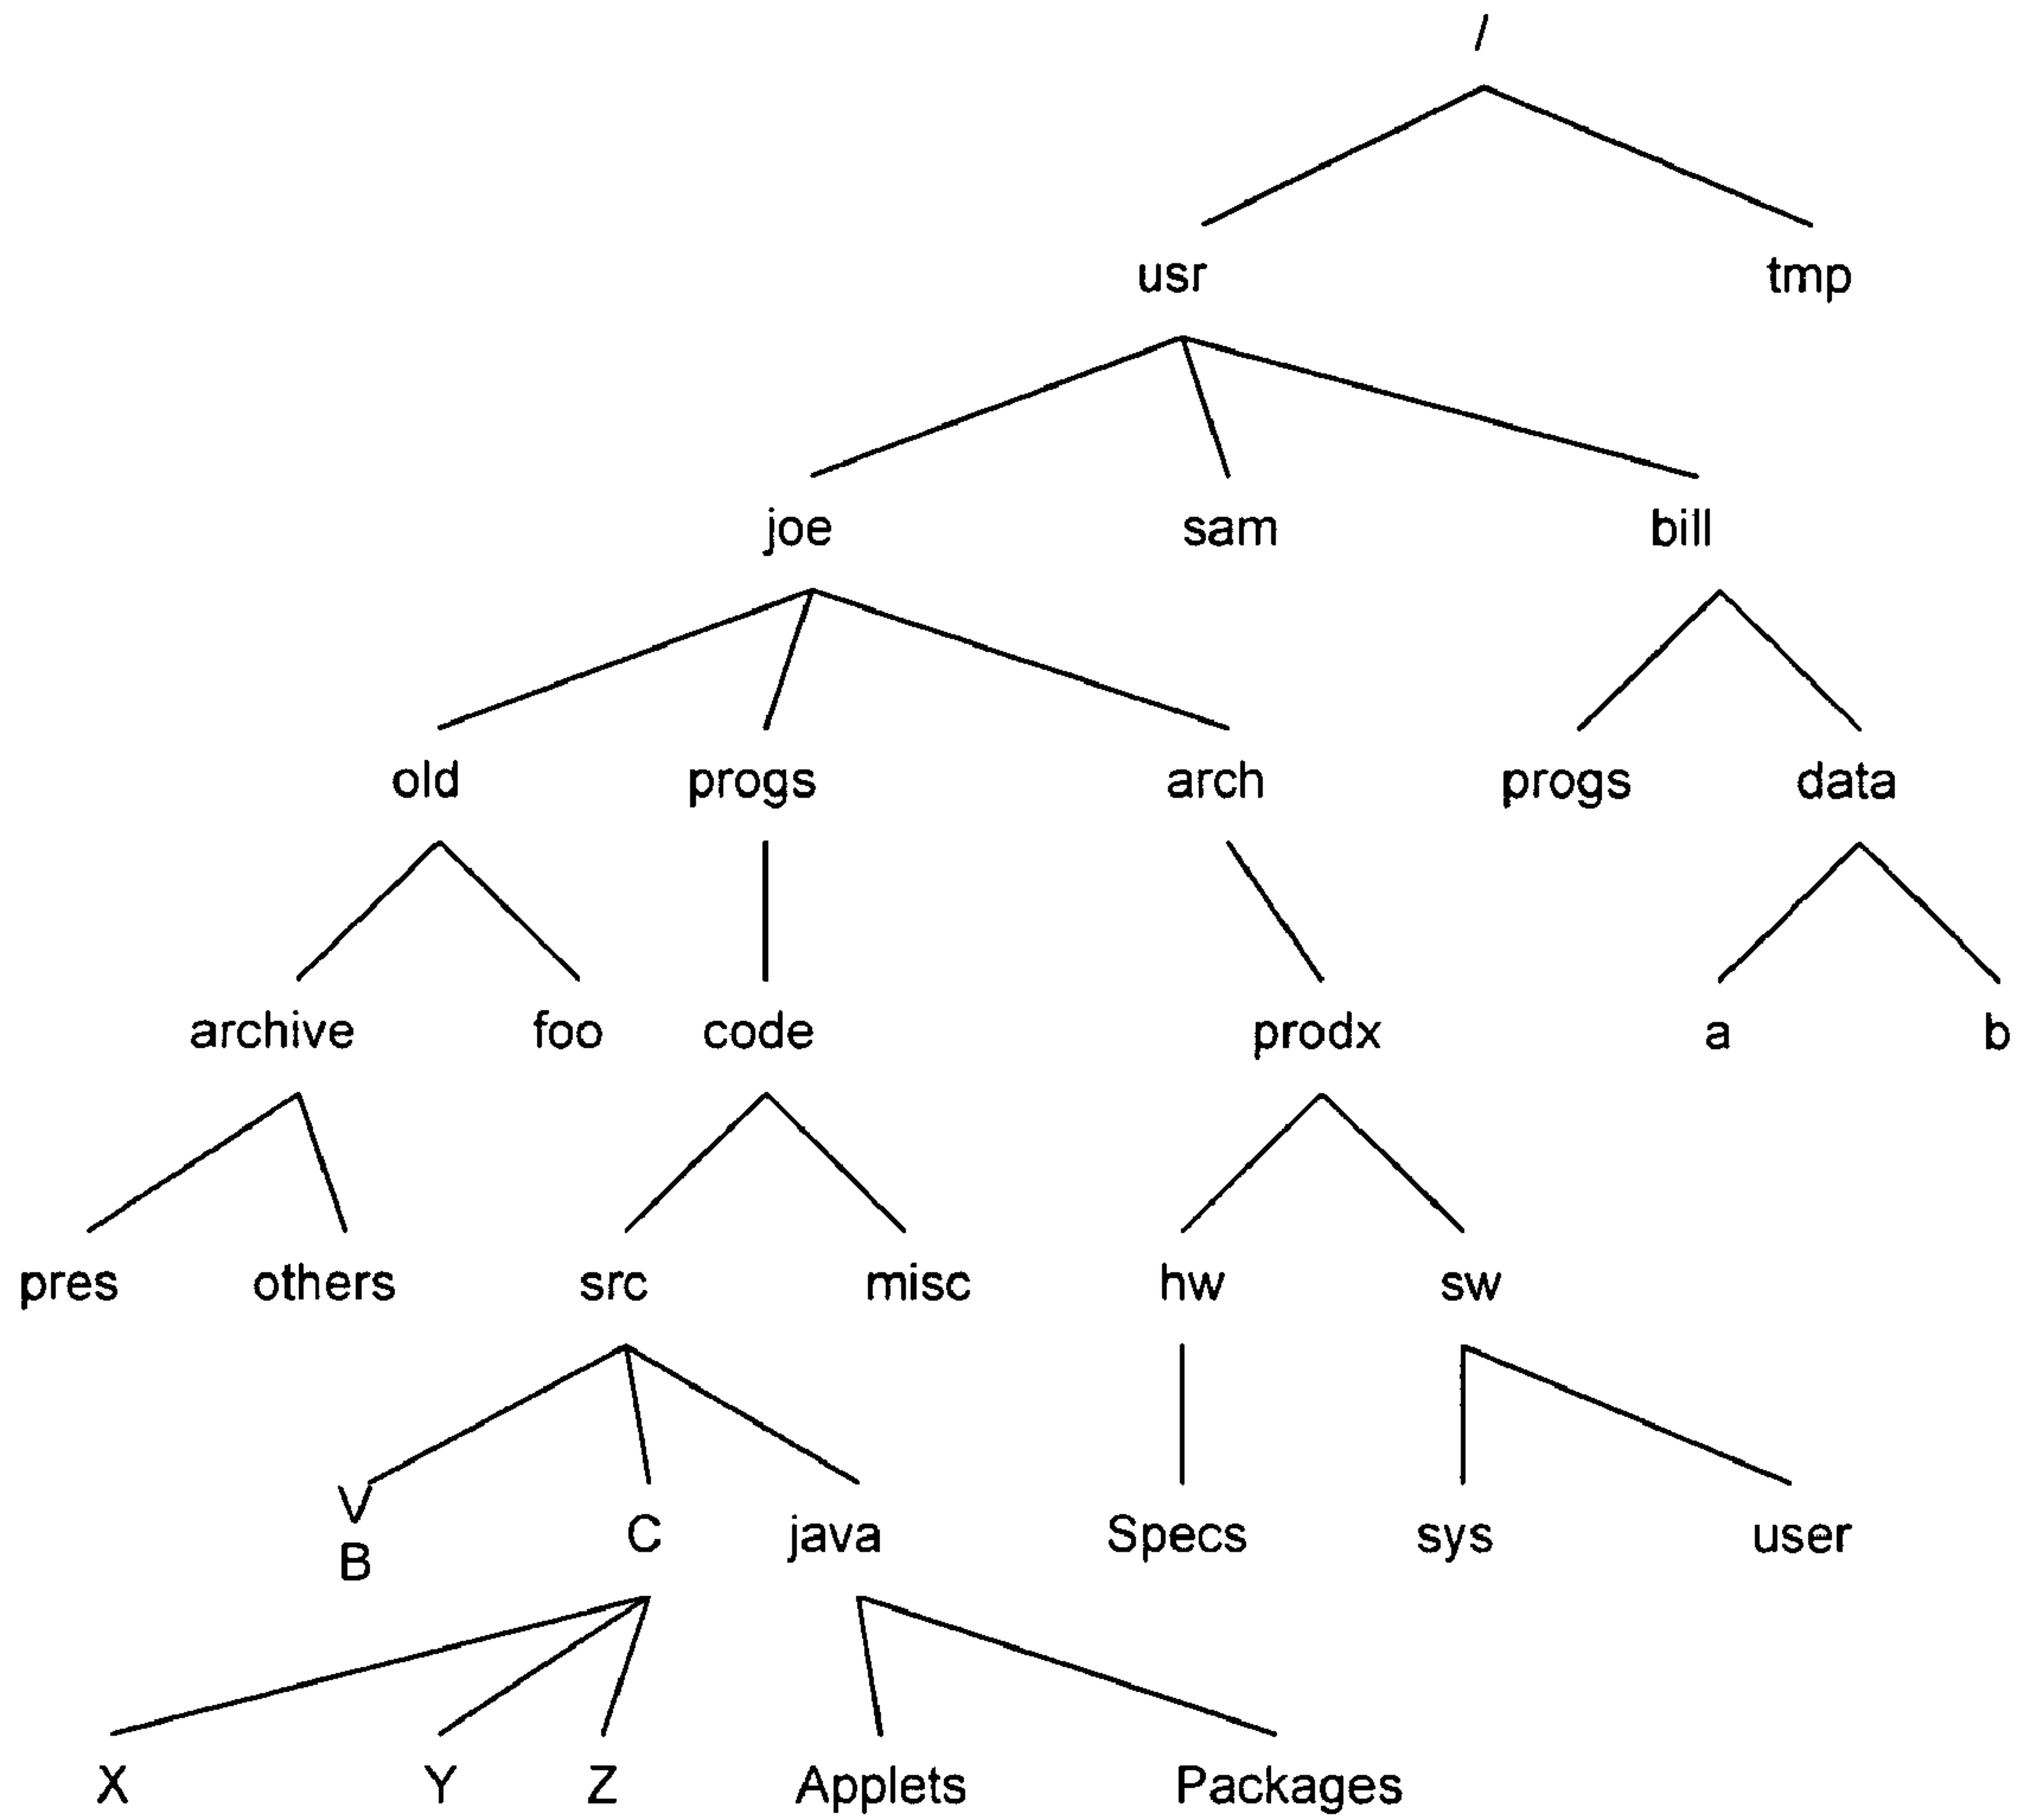 /
usr tmp
joe sam bill
old progs arch progs data
archive foo code prodx a b
pres others src misc hw sw
V C java Specs sys user
B
X Y Z Applets Packages